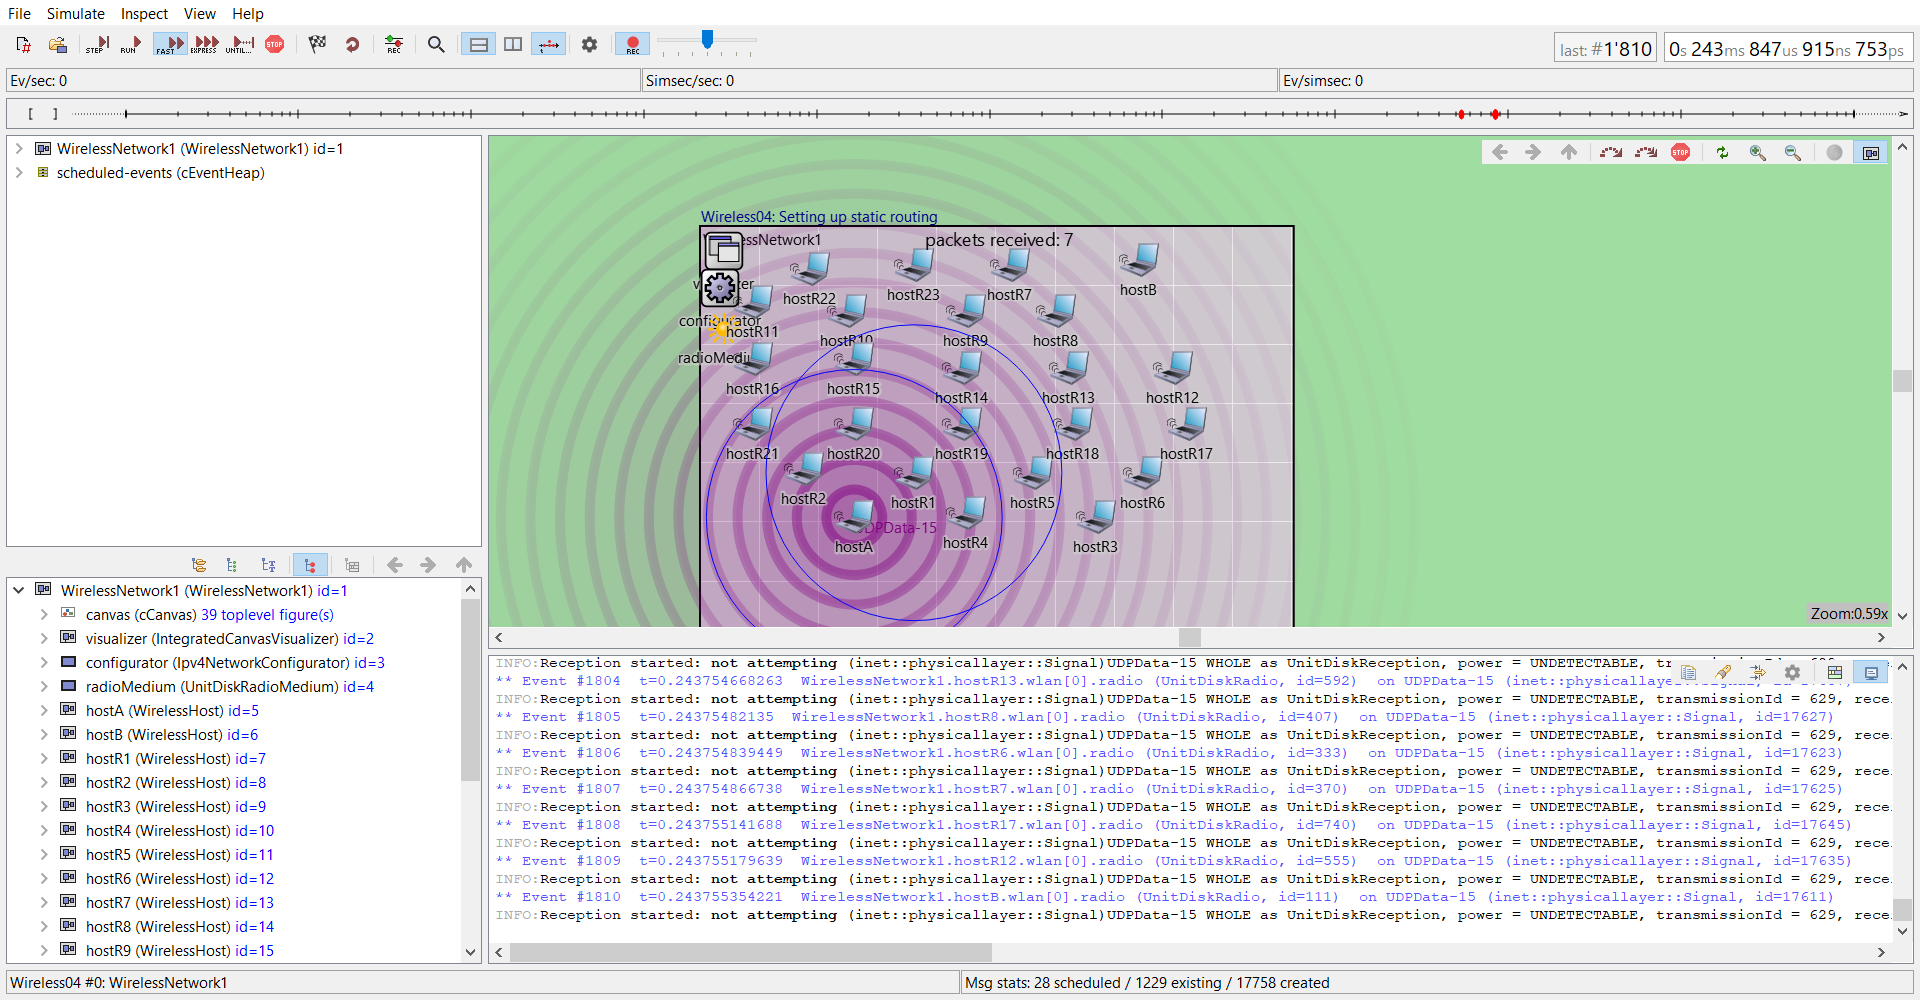 File Simulate Inspect View Help
STEP RUN FAST EXPRESS UNTIL... STOP REC REC
last: #1'810 0s 243ms 847us 915ns 753ps
Ev/sec: 0 Simsec/sec: 0 Ev/simsec: 0
[ ]
WirelessNetwork1 (WirelessNetwork1) id=1
scheduled-events (cEventHeap)
WirelessNetwork1 (WirelessNetwork1) id=1
canvas (cCanvas) 39 toplevel figure(s)
visualizer (IntegratedCanvasVisualizer) id=2
configurator (Ipv4NetworkConfigurator) id=3
radioMedium (UnitDiskRadioMedium) id=4
hostA (WirelessHost) id=5
hostB (WirelessHost) id=6
hostR1 (WirelessHost) id=7
hostR2 (WirelessHost) id=8
hostR3 (WirelessHost) id=9
hostR4 (WirelessHost) id=10
hostR5 (WirelessHost) id=11
hostR6 (WirelessHost) id=12
hostR7 (WirelessHost) id=13
hostR8 (WirelessHost) id=14
hostR9 (WirelessHost) id=15
STOP
Wireless04: Setting up static routing
essNetwork1 packets received: 7
hostR22 hostR23 hostR7 hostB
configurator hostR11 hostR10 hostR9 hostR8
radioMedi hostR16 hostR15 hostR14 hostR13 hostR12
hostR21 hostR20 hostR19 hostR18 hostR17
hostR2 hostR1 hostR5 hostR6
DPData-15
hostA hostR4 hostR3
Zoom:0.59x
INFO:Reception started: not attempting (inet::physicallayer::Signal)UDPData-15 WHOLE as UnitDiskReception, power = UNDETECTABLE,
** Event #1804 t=0.243754668263 WirelessNetwork1.hostR13.wlan[0].radio (UnitDiskRadio, id=592) on UDPData-15 (inet::physicallayer::Signal,
INFO:Reception started: not attempting (inet::physicallayer::Signal)UDPData-15 WHOLE as UnitDiskReception, power = UNDETECTABLE, transmissionId = 629, rece
** Event #1805 t=0.24375482135 WirelessNetwork1.hostR8.wlan[0].radio (UnitDiskRadio, id=407) on UDPData-15 (inet::physicallayer::Signal, id=17627)
INFO:Reception started: not attempting (inet::physicallayer::Signal)UDPData-15 WHOLE as UnitDiskReception, power = UNDETECTABLE, transmissionId = 629, rece
** Event #1806 t=0.243754839449 WirelessNetwork1.hostR6.wlan[0].radio (UnitDiskRadio, id=333) on UDPData-15 (inet::physicallayer::Signal, id=17623)
INFO:Reception started: not attempting (inet::physicallayer::Signal)UDPData-15 WHOLE as UnitDiskReception, power = UNDETECTABLE, transmissionId = 629, rece
** Event #1807 t=0.243754866738 WirelessNetwork1.hostR7.wlan[0].radio (UnitDiskRadio, id=370) on UDPData-15 (inet::physicallayer::Signal, id=17625)
INFO:Reception started: not attempting (inet::physicallayer::Signal)UDPData-15 WHOLE as UnitDiskReception, power = UNDETECTABLE, transmissionId = 629, rece
** Event #1808 t=0.243755141688 WirelessNetwork1.hostR17.wlan[0].radio (UnitDiskRadio, id=740) on UDPData-15 (inet::physicallayer::Signal, id=17645)
INFO:Reception started: not attempting (inet::physicallayer::Signal)UDPData-15 WHOLE as UnitDiskReception, power = UNDETECTABLE, transmissionId = 629, rece
** Event #1809 t=0.243755179639 WirelessNetwork1.hostR12.wlan[0].radio (UnitDiskRadio, id=555) on UDPData-15 (inet::physicallayer::Signal, id=17635)
INFO:Reception started: not attempting (inet::physicallayer::Signal)UDPData-15 WHOLE as UnitDiskReception, power = UNDETECTABLE, transmissionId = 629, rece
** Event #1810 t=0.243755354221 WirelessNetwork1.hostB.wlan[0].radio (UnitDiskRadio, id=111) on UDPData-15 (inet::physicallayer::Signal, id=17611)
INFO:Reception started: not attempting (inet::physicallayer::Signal)UDPData-15 WHOLE as UnitDiskReception, power = UNDETECTABLE, transmissionId = 629, rece
Wireless04 #0: WirelessNetwork1 Msg stats: 28 scheduled / 1229 existing / 17758 created